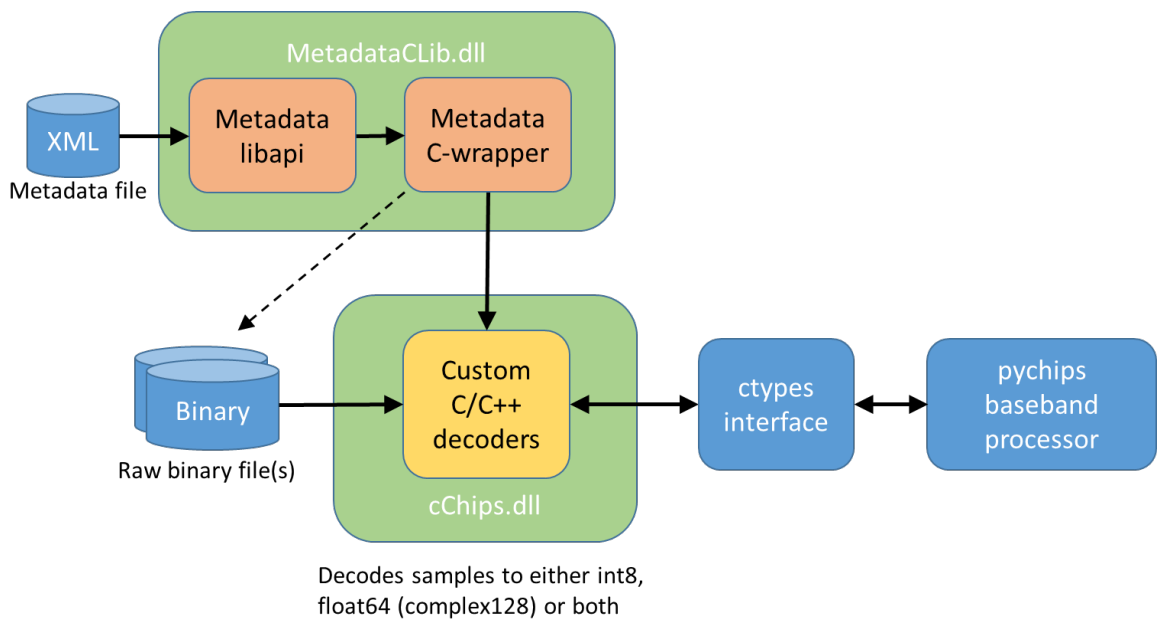 MetadataCLib.dll
XML
Metadata file
Metadata
libapi
Metadata
C-wrapper
Binary
Raw binary file(s)
Custom
C/C++
decoders
cChips.dll
ctypes
interface
pychips
baseband
processor
Decodes samples to either int8,
float64 (complex128) or both